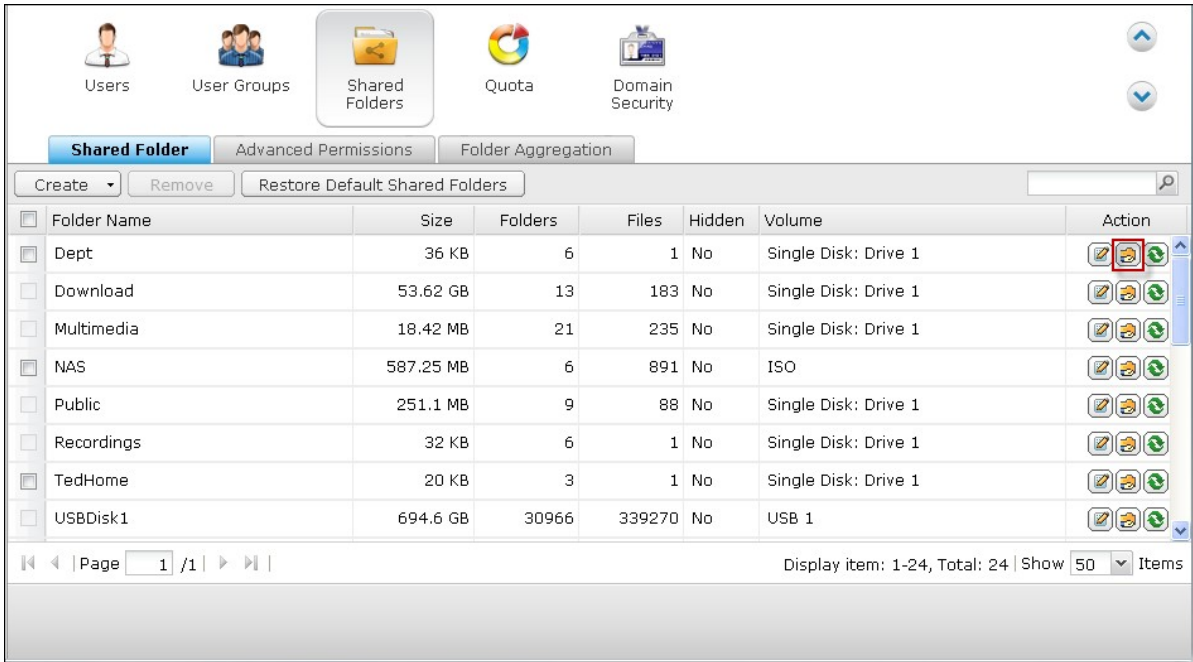 Users User Groups Shared Quota Domain
Folders Security
Shared Folder Advanced Permissions Folder Aggregation
Create Remove Restore Default Shared Folders
Folder Name Size Folders Files Hidden Volume Action
Dept 36 KB 6 1 No Single Disk: Drive 1
Download 53.62 GB 13 183 No Single Disk: Drive 1
Multimedia 18.42 MB 21 235 No Single Disk: Drive 1
NAS 587.25 MB 6 891 No ISO
Public 251.1 MB 9 88 No Single Disk: Drive 1
Recordings 32 KB 6 1 No Single Disk: Drive 1
TedHome 20 KB 3 1 No Single Disk: Drive 1
USBDisk1 694.6 GB 30966 339270 No USB 1
Page 1 /1 Display item: 1-24, Total: 24 Show 50 Items